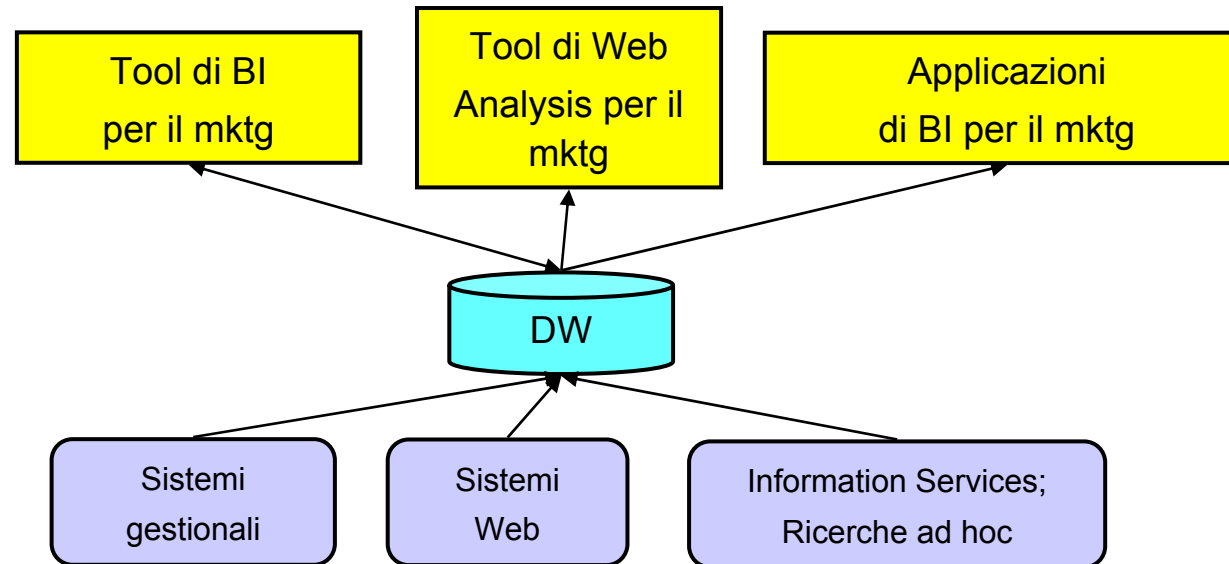 Tool di BI
per il mktg
Tool di Web
Analysis per il
mktg
Applicazioni
di BI per il mktg
DW
Sistemi
gestionali
Sistemi
Web
Information Services;
Ricerche ad hoc